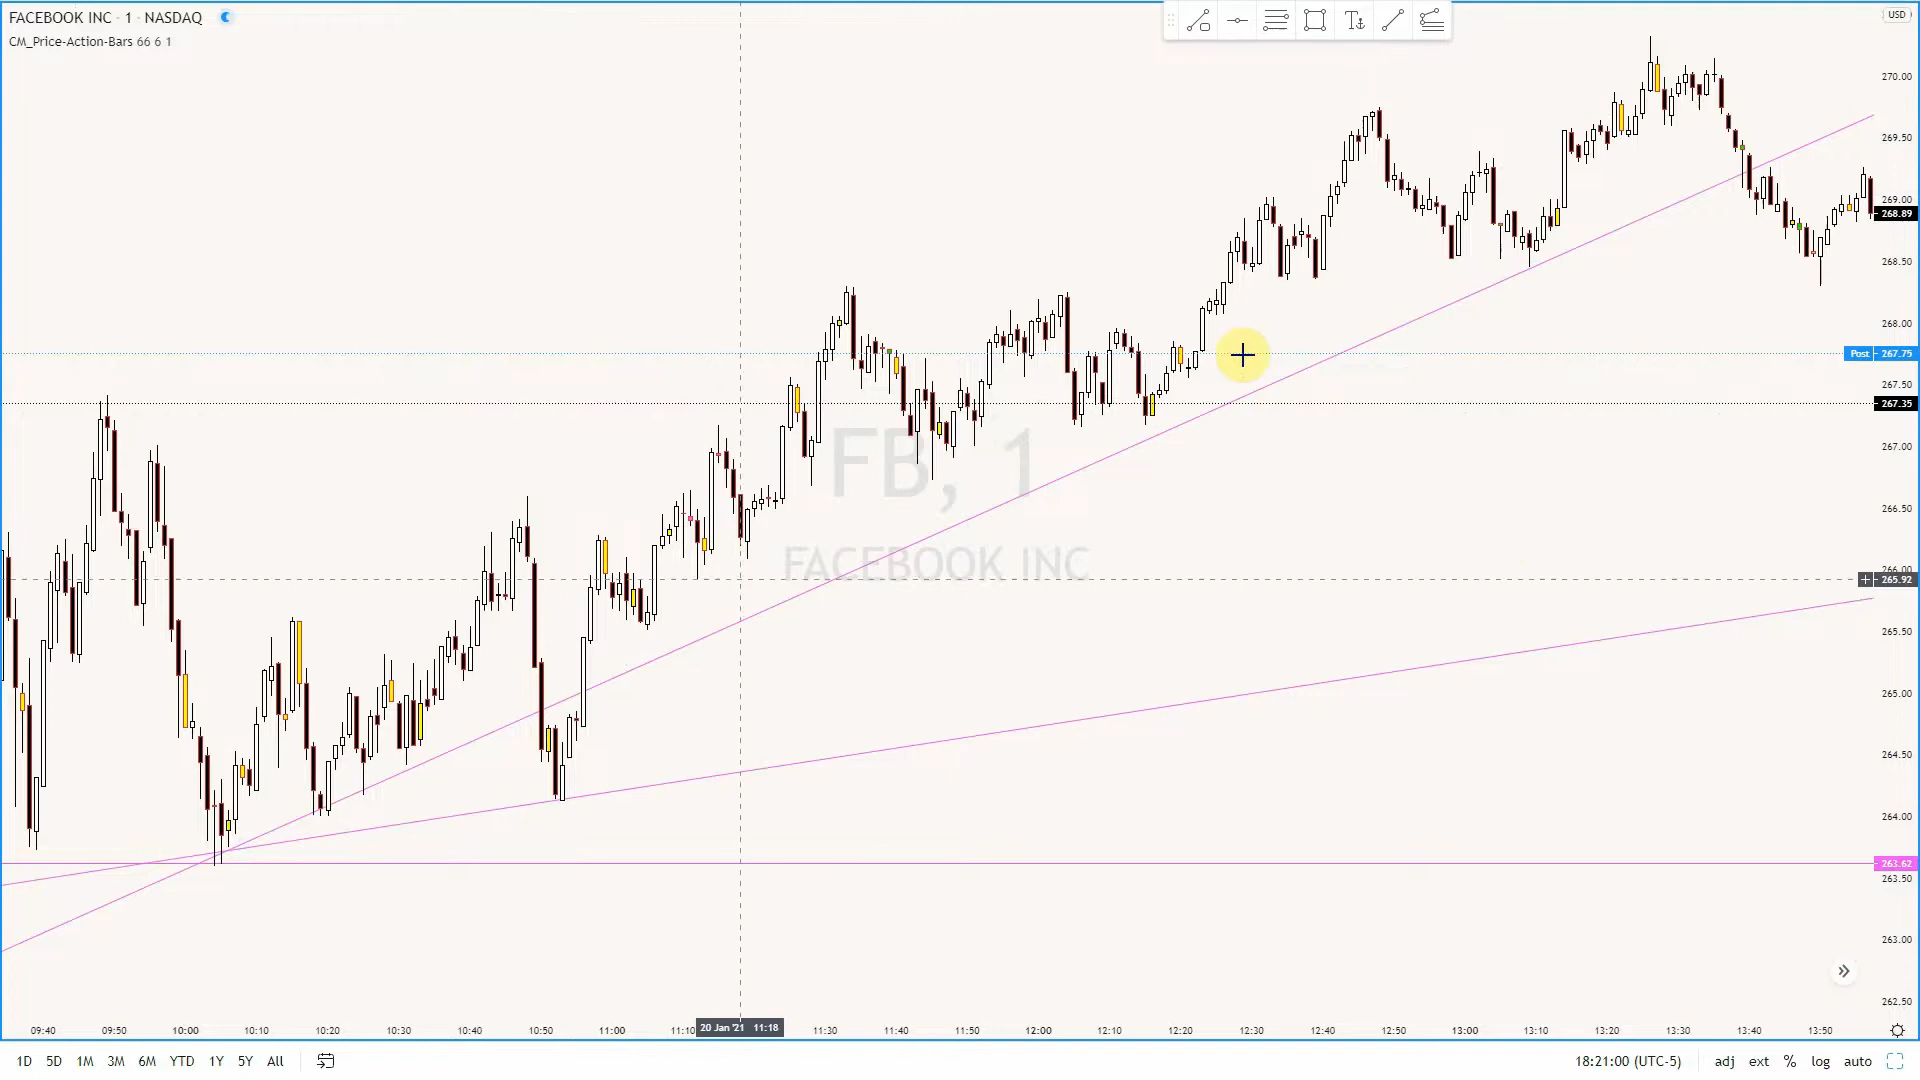 FACEBOOK INC · 1 · NASDAQ
CM_Price-Action-Bars 66 6 1
USD
270.00
269.50
269.00
268.89
268.50
268.00
Post 267.75
267.50
267.35
267.00
266.50
266.00
265.92
265.50
265.00
264.50
264.00
263.62
263.50
263.00
262.50
FB, 1
FACEBOOK INC
09:40 09:50 10:00 10:10 10:20 10:30 10:40 10:50 11:00 11:10 20 Jan '21 11:18 11:30 11:40 11:50 12:00 12:10 12:20 12:30 12:40 12:50 13:00 13:10 13:20 13:30 13:40 13:50
1D 5D 1M 3M 6M YTD 1Y 5Y All 18:21:00 (UTC-5) adj ext % log auto